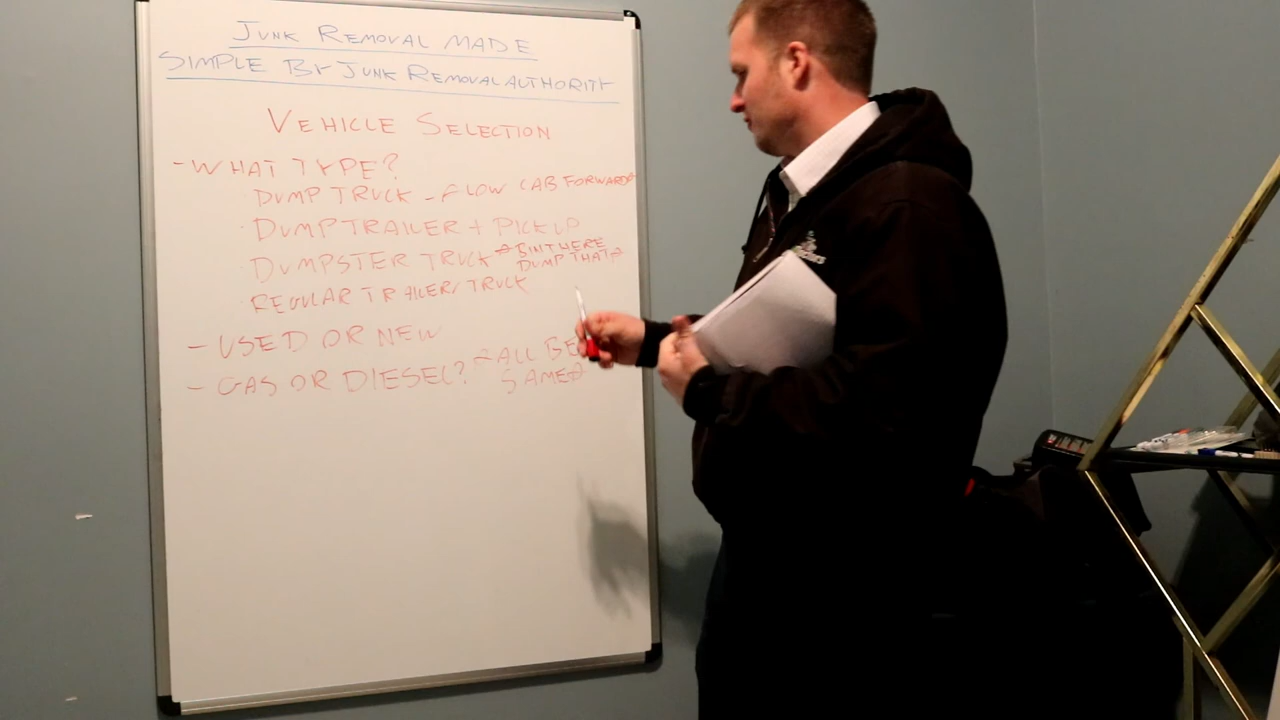 JUNK REMOVAL MADE
SIMPLE BY JUNK REMOVAL AUTHORITY
VEHICLE SELECTION
- WHAT TYPE?
DUMP TRUCK - LOW CAB FORWARD
DUMPTRAILER + PICKUP
DUMPSTER TRUCK - BIN THERE
DUMP THAT
REGULAR TRAILER/TRUCK
- USED OR NEW
- GAS OR DIESEL? ALL BE
SAME